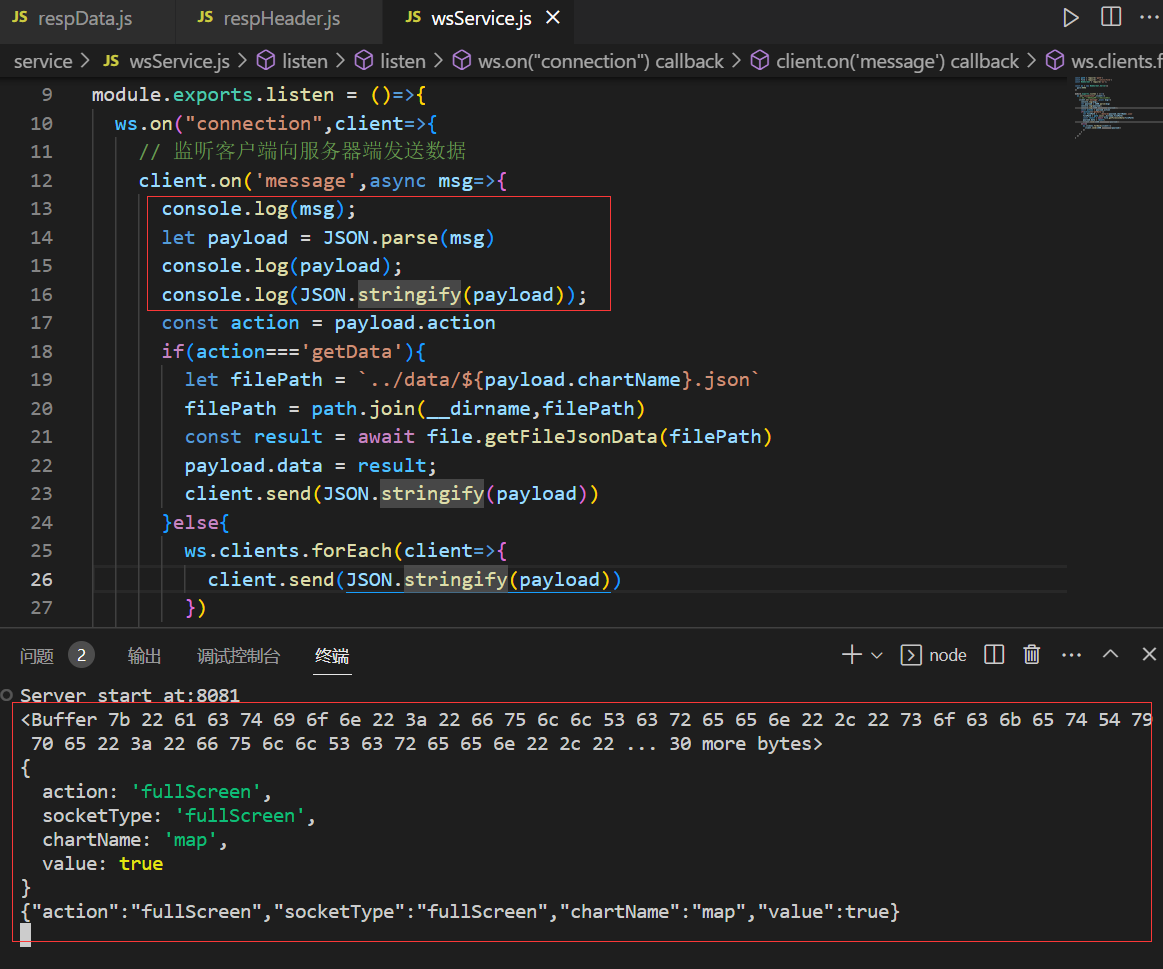 JS respData.js JS respHeader.js JS wsService.js
service > JS wsService.js > listen > listen > ws.on("connection") callback > client.on('message') callback > ws.clients.f
9 module.exports.listen = ()=>{
10 ws.on("connection",client=>{
11 // 监听客户端向服务器端发送数据
12 client.on('message',async msg=>{
13 console.log(msg);
14 let payload = JSON.parse(msg)
15 console.log(payload);
16 console.log(JSON.stringify(payload));
17 const action = payload.action
18 if(action==='getData'){
19 let filePath = `../data/${payload.chartName}.json`
20 filePath = path.join(__dirname,filePath)
21 const result = await file.getFileJsonData(filePath)
22 payload.data = result;
23 client.send(JSON.stringify(payload))
24 }else{
25 ws.clients.forEach(client=>{
26 client.send(JSON.stringify(payload))
27 })
问题 2 输出 调试控制台 终端 node
Server start at:8081
<Buffer 7b 22 61 63 74 69 6f 6e 22 3a 22 66 75 6c 6c 53 63 72 65 65 6e 22 2c 22 73 6f 63 6b 65 74 54 79
70 65 22 3a 22 66 75 6c 6c 53 63 72 65 65 6e 22 2c 22 ... 30 more bytes>
{
action: 'fullScreen',
socketType: 'fullScreen',
chartName: 'map',
value: true
}
{"action":"fullScreen","socketType":"fullScreen","chartName":"map","value":true}